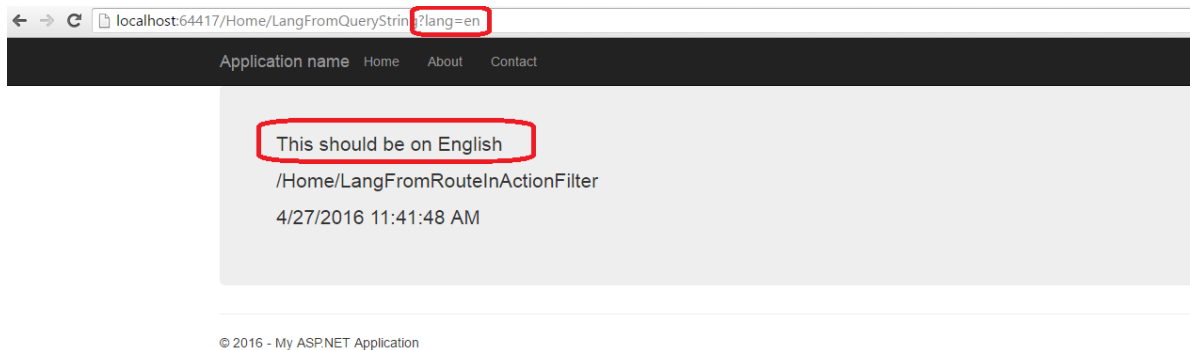 localhost:64417/Home/LangFromQueryString?lang=en
Application name Home About Contact
This should be on English
/Home/LangFromRouteInActionFilter
4/27/2016 11:41:48 AM
© 2016 - My ASP.NET Application